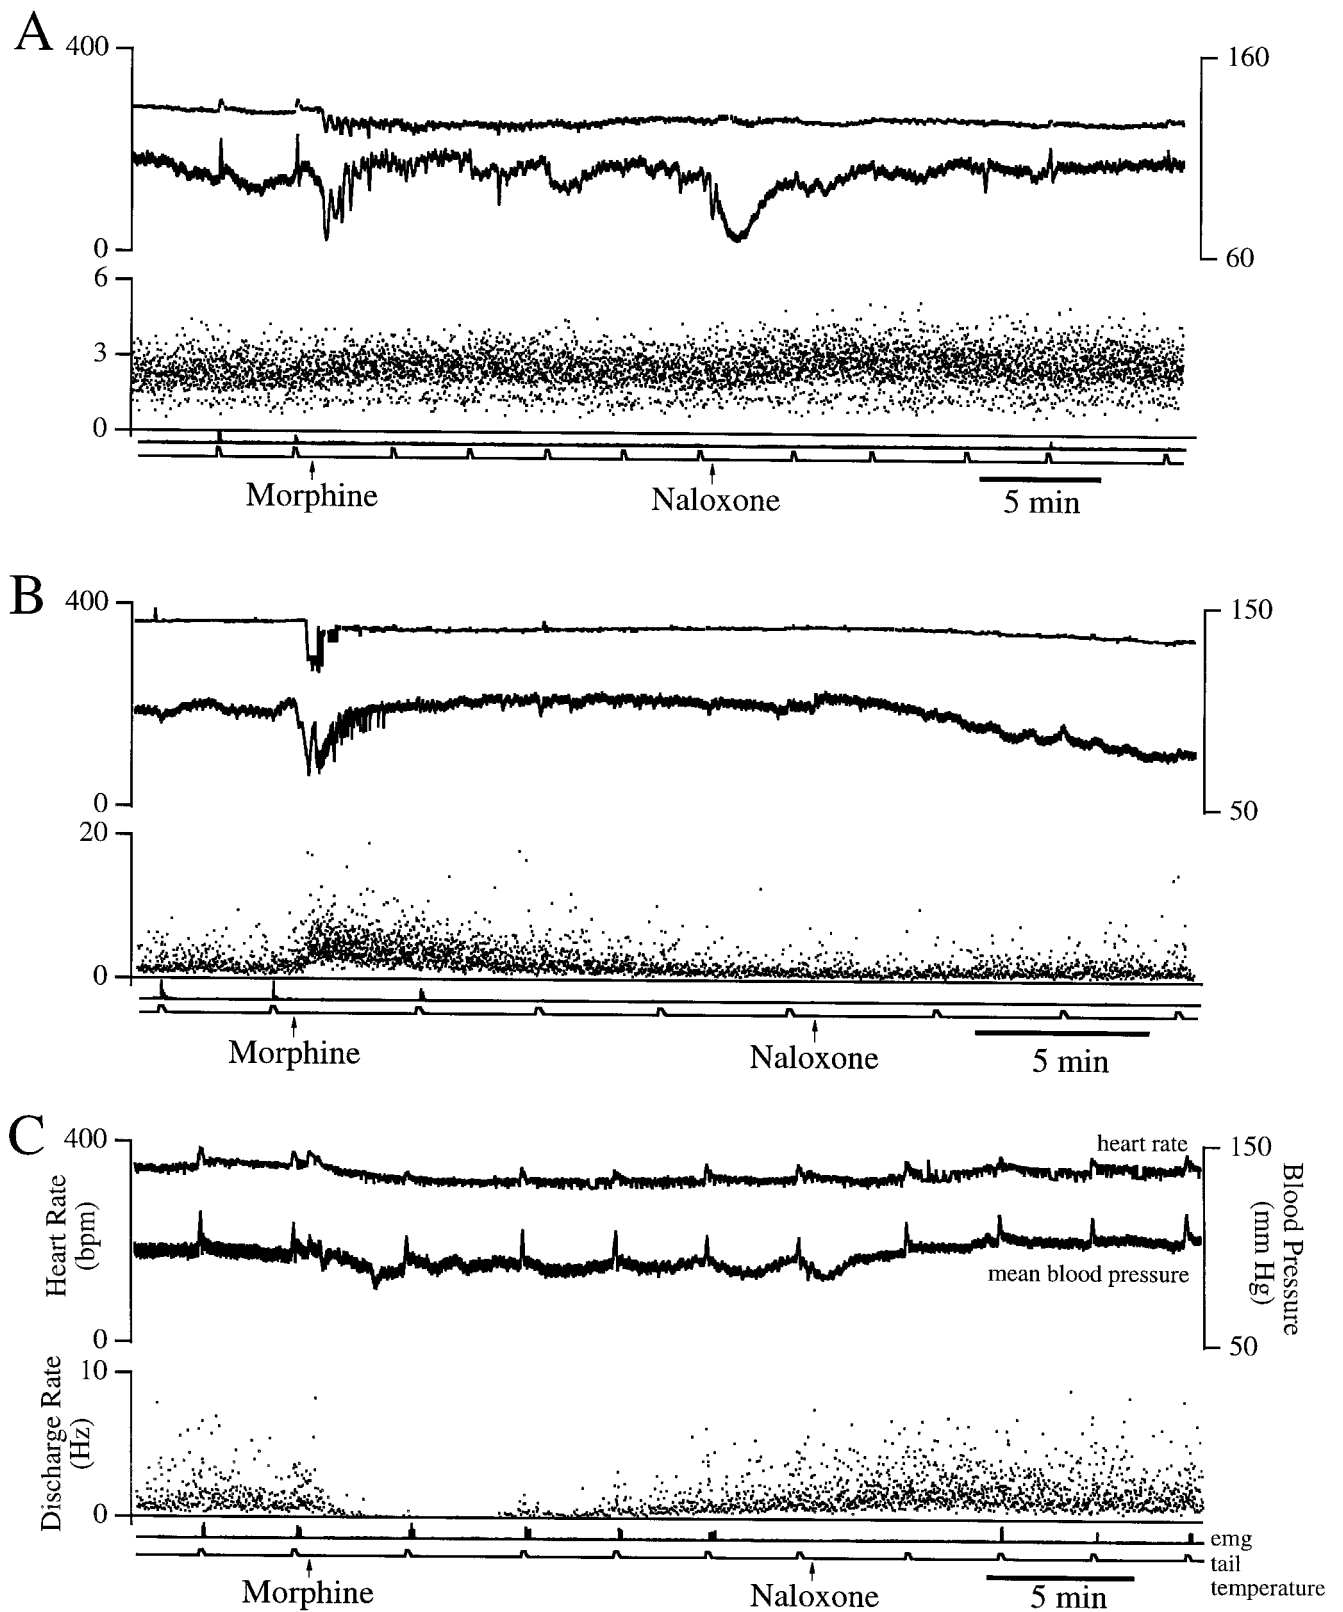 A
400
160
0
60
6
3
0
Morphine
Naloxone
5 min
B
400
150
0
50
20
10
0
Morphine
Naloxone
5 min
C
400
heart rate
150
Heart Rate
(bpm)
Blood Pressure
(mm Hg)
mean blood pressure
0
50
10
Discharge Rate
(Hz)
5
0
emg
tail
temperature
Morphine
Naloxone
5 min